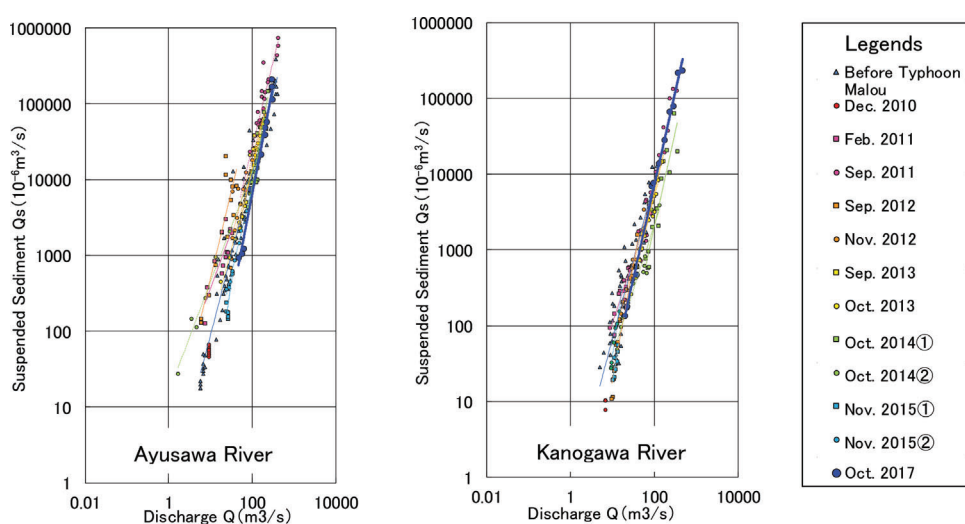 1000000
100000
10000
1000
100
10
1
Suspended Sediment Qs(10⁻⁶m³/s)
Ayusawa River
0.01 1 100 10000
Discharge Q(m3/s)
1000000
100000
10000
1000
100
10
1
Suspended Sediment Qs(10⁻⁶m³/s)
Kanogawa River
0.01 1 100 10000
Discharge Q(m3/s)
Legends
Before Typhoon
Malou
Dec. 2010
Feb. 2011
Sep. 2011
Sep. 2012
Nov. 2012
Sep. 2013
Oct. 2013
Oct. 2014①
Oct. 2014②
Nov. 2015①
Nov. 2015②
Oct. 2017